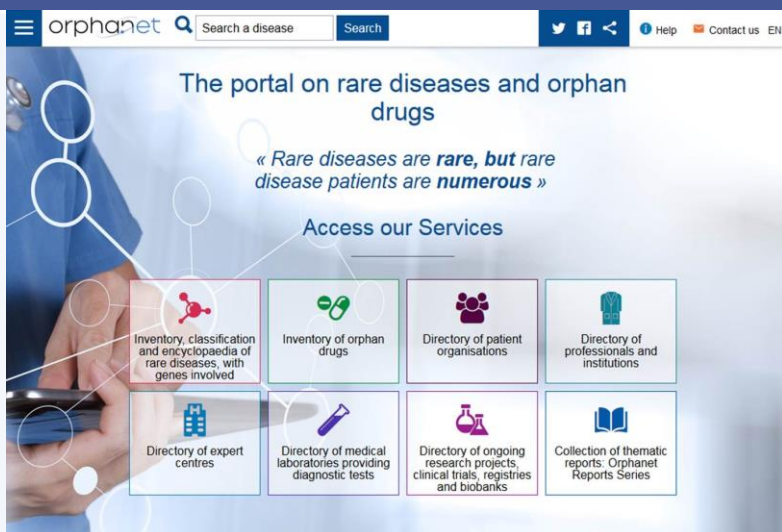 orphanet
Search a disease
Search
Help
Contact us
EN
The portal on rare diseases and orphan
drugs
« Rare diseases are rare, but rare
disease patients are numerous »
Access our Services
Inventory, classification
and encyclopaedia of
rare diseases, with
genes involved
Inventory of orphan
drugs
Directory of patient
organisations
Directory of
professionals and
institutions
Directory of expert
centres
Directory of medical
laboratories providing
diagnostic tests
Directory of ongoing
research projects,
clinical trials, registries
and biobanks
Collection of thematic
reports: Orphanet
Reports Series